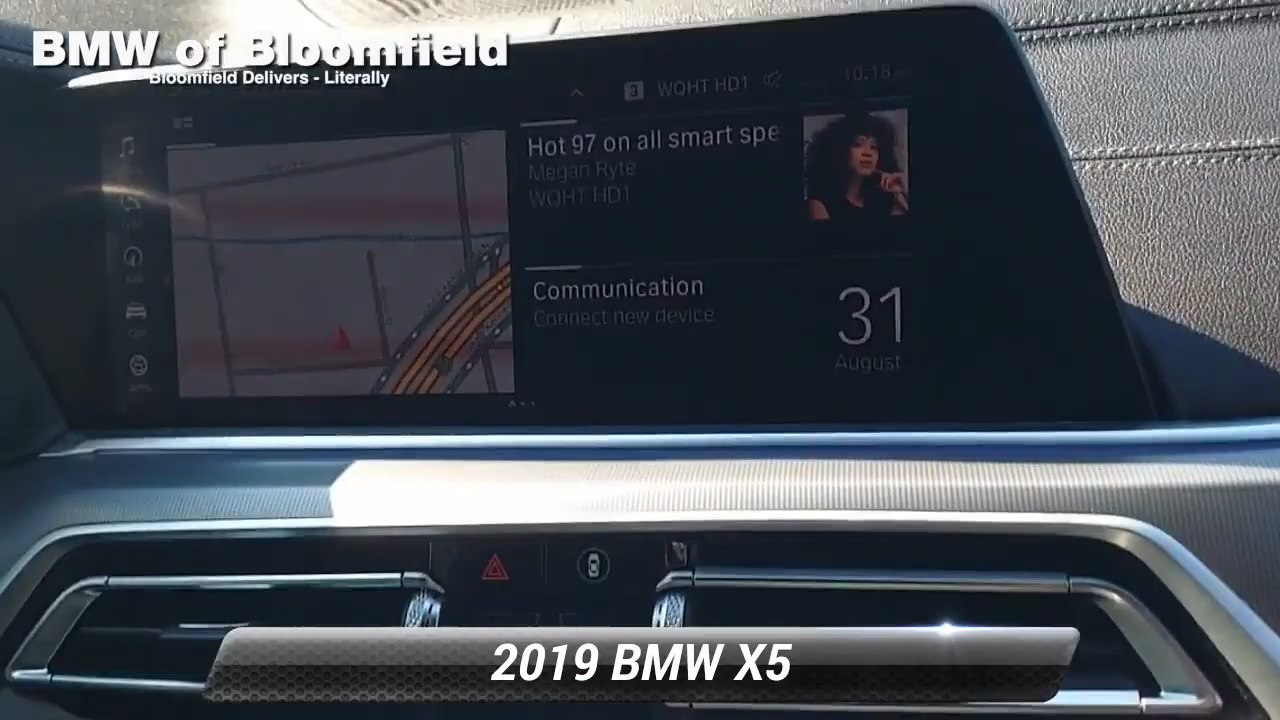 BMW of Bloomfield
Bloomfield Delivers - Literally
3 WQHT HD1 10:18
Hot 97 on all smart spe
Megan Ryte
WQHT HD1
Communication
Connect new device
31
August
2019 BMW X5